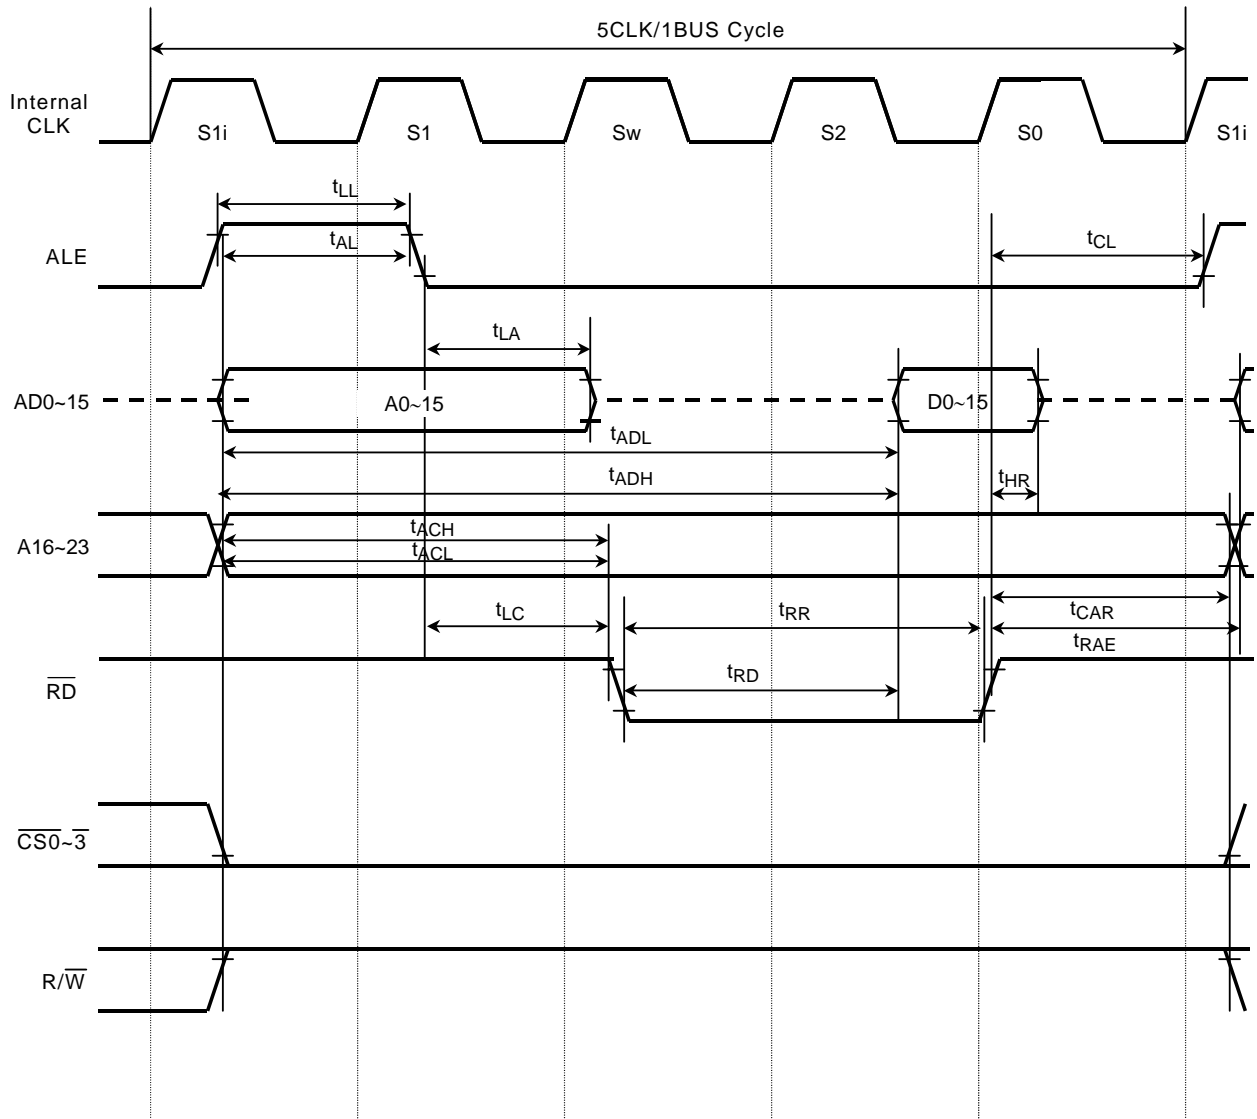 5CLK/1BUS Cycle
Internal
CLK
S1i
S1
Sw
S2
S0
S1i
tLL
ALE
tAL
tCL
tLA
AD0~15
A0~15
D0~15
tADL
tADH
tHR
A16~23
tACH
tACL
tLC
tRR
tCAR
tRAE
RD
tRD
CS0~3
R/W